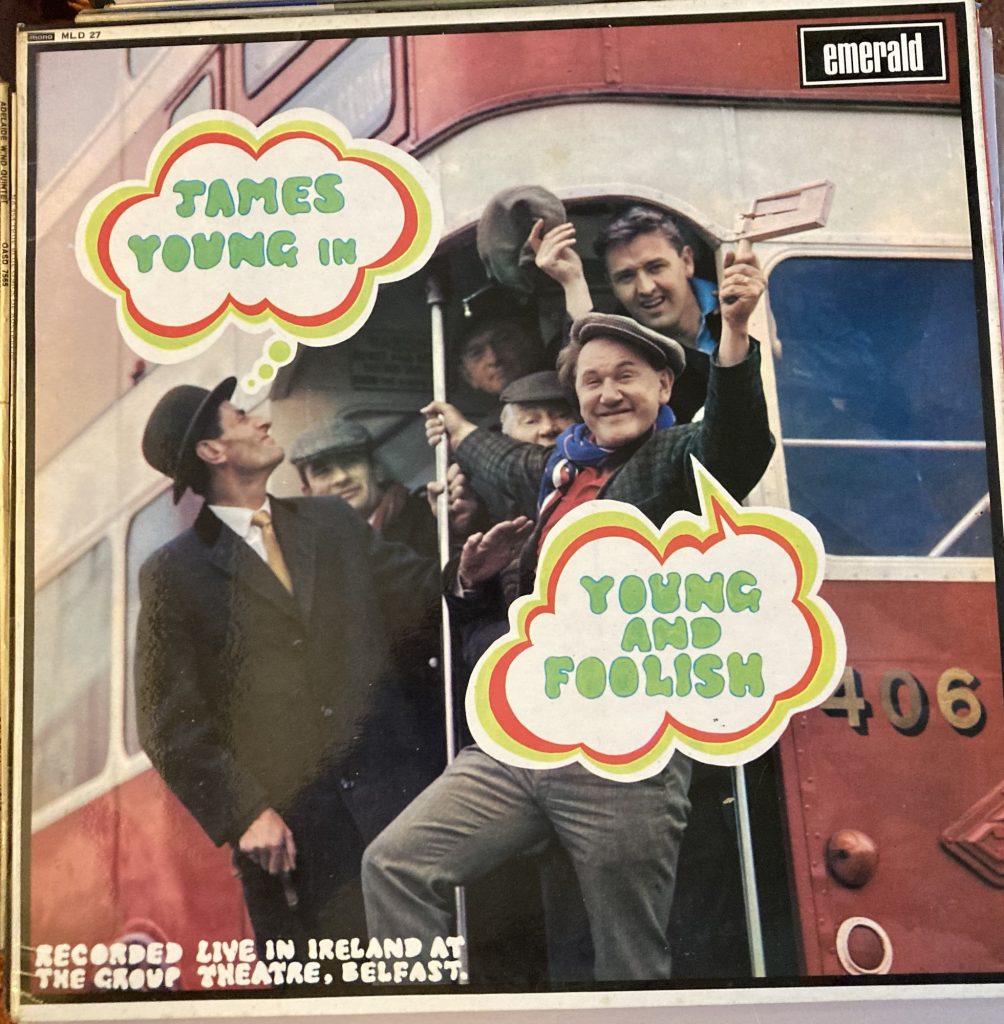 mono MLD 27
emerald
JAMES
YOUNG IN
YOUNG
AND
FOOLISH
406
RECORDED LIVE IN IRELAND AT
THE GROUP THEATRE, BELFAST.
ADELAIDE WIND QUINTET OASD 7565